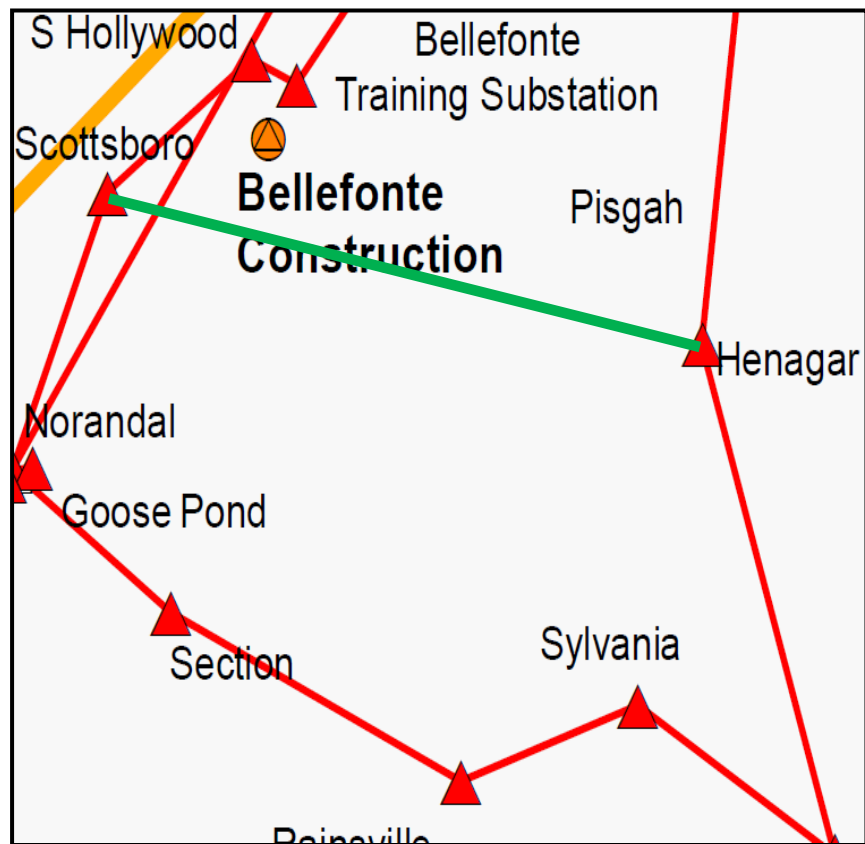 S Hollywood
Bellefonte
Training Substation
Scottsboro
Bellefonte
Construction
Pisgah
Henagar
Norandal
Goose Pond
Section
Sylvania